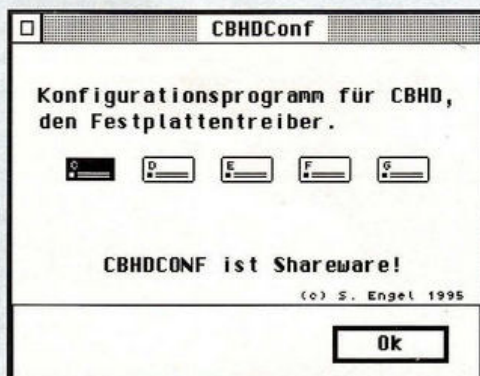 CBHDConf
Konfigurationsprogramm für CBHD,
den Festplattentreiber.
C D E F G
CBHDCONF ist Shareware!
(c) S. Engel 1995
Ok